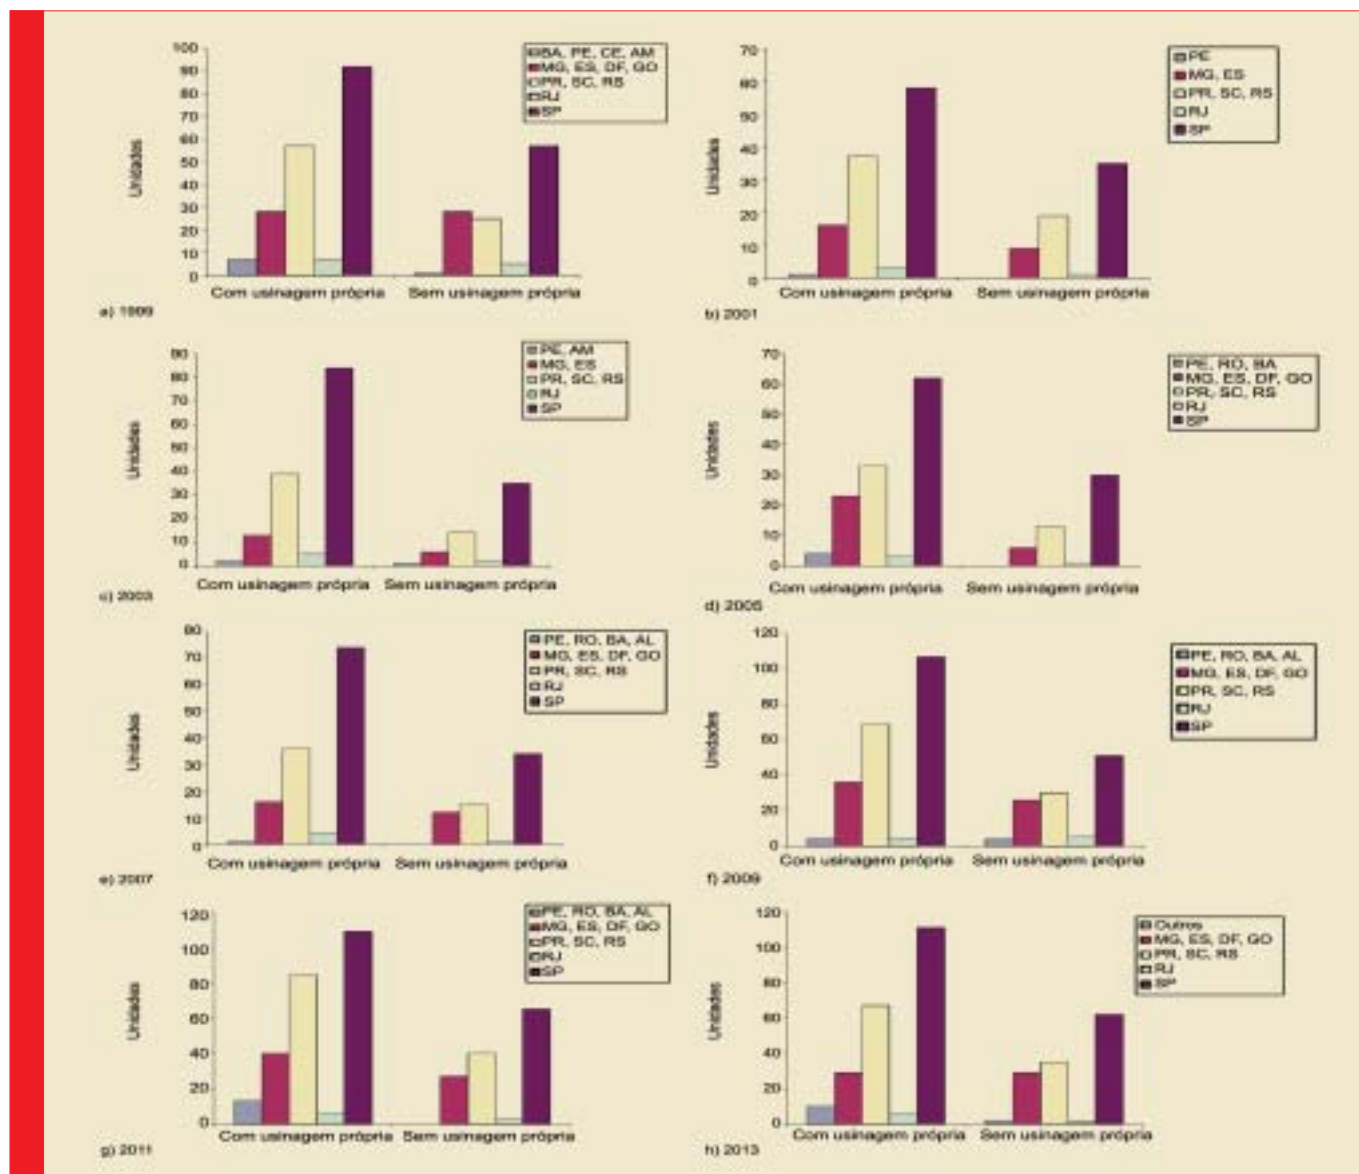 100
90
80
70
60
50
40
30
20
10
0
Unidades
BA, PE, CE, AM
MG, ES, DF, GO
PR, SC, RS
RJ
SP
Com usinagem própria Sem usinagem própria
a) 1999
70
60
50
40
30
20
10
0
Unidades
PE
MG, ES
PR, SC, RS
RJ
SP
Com usinagem própria Sem usinagem própria
b) 2001
90
80
70
60
50
40
30
20
10
0
Unidades
PE, AM
MG, ES
PR, SC, RS
RJ
SP
Com usinagem própria Sem usinagem própria
c) 2003
70
60
50
40
30
20
10
0
Unidades
PE, RO, BA
MG, ES, DF, GO
PR, SC, RS
RJ
SP
Com usinagem própria Sem usinagem própria
d) 2005
80
70
60
50
40
30
20
10
0
Unidades
PE, RO, BA, AL
MG, ES, DF, GO
PR, SC, RS
RJ
SP
Com usinagem própria Sem usinagem própria
e) 2007
120
100
80
60
40
20
0
Unidades
PE, RO, BA, AL
MG, ES, DF, GO
PR, SC, RS
RJ
SP
Com usinagem própria Sem usinagem própria
f) 2009
120
100
80
60
40
20
0
Unidades
PE, RO, BA, AL
MG, ES, DF, GO
PR, SC, RS
RJ
SP
Com usinagem própria Sem usinagem própria
g) 2011
120
100
80
60
40
20
0
Unidades
Outros
MG, ES, DF, GO
PR, SC, RS
RJ
SP
Com usinagem própria Sem usinagem própria
h) 2013